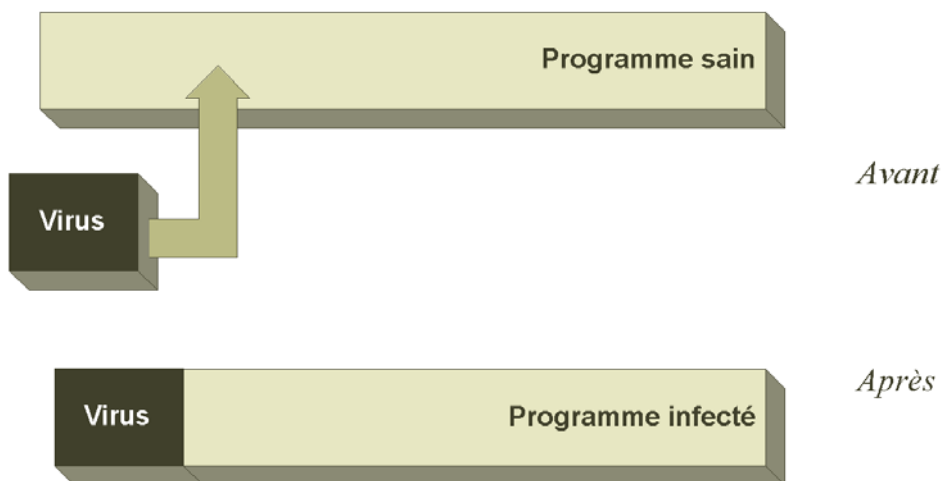 Programme sain
Avant
Virus
Après
Virus
Programme infecté